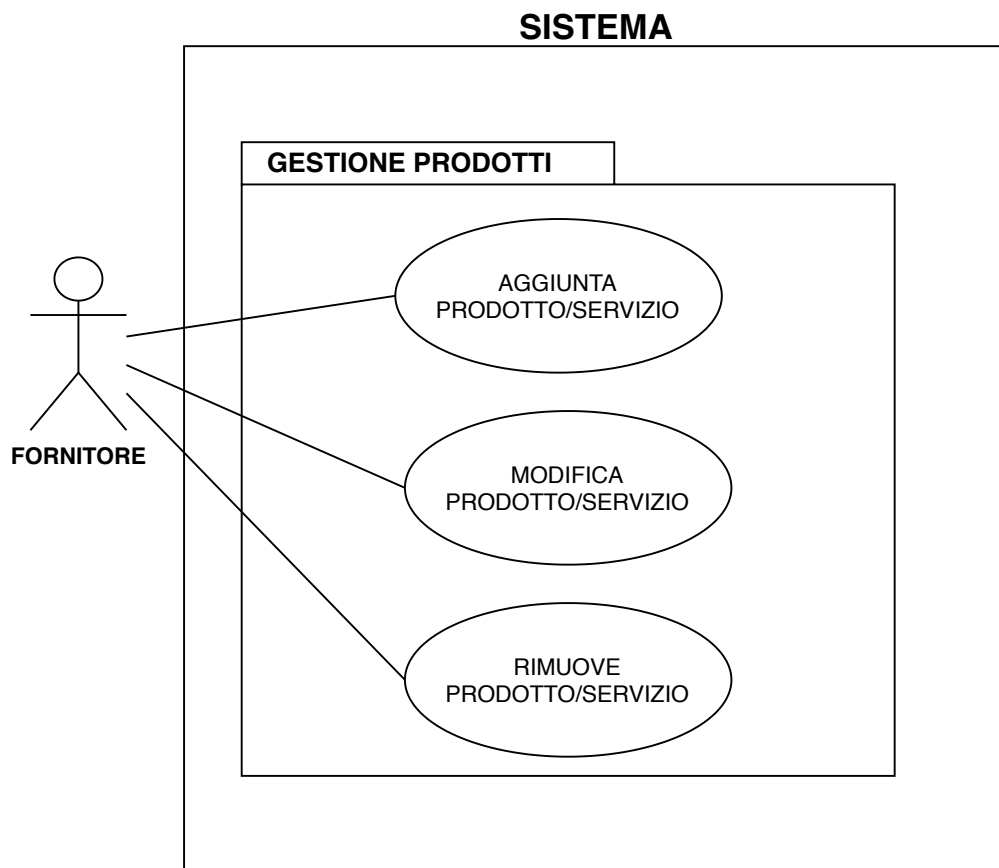 SISTEMA
GESTIONE PRODOTTI
AGGIUNTA
PRODOTTO/SERVIZIO
FORNITORE
MODIFICA
PRODOTTO/SERVIZIO
RIMUOVE
PRODOTTO/SERVIZIO